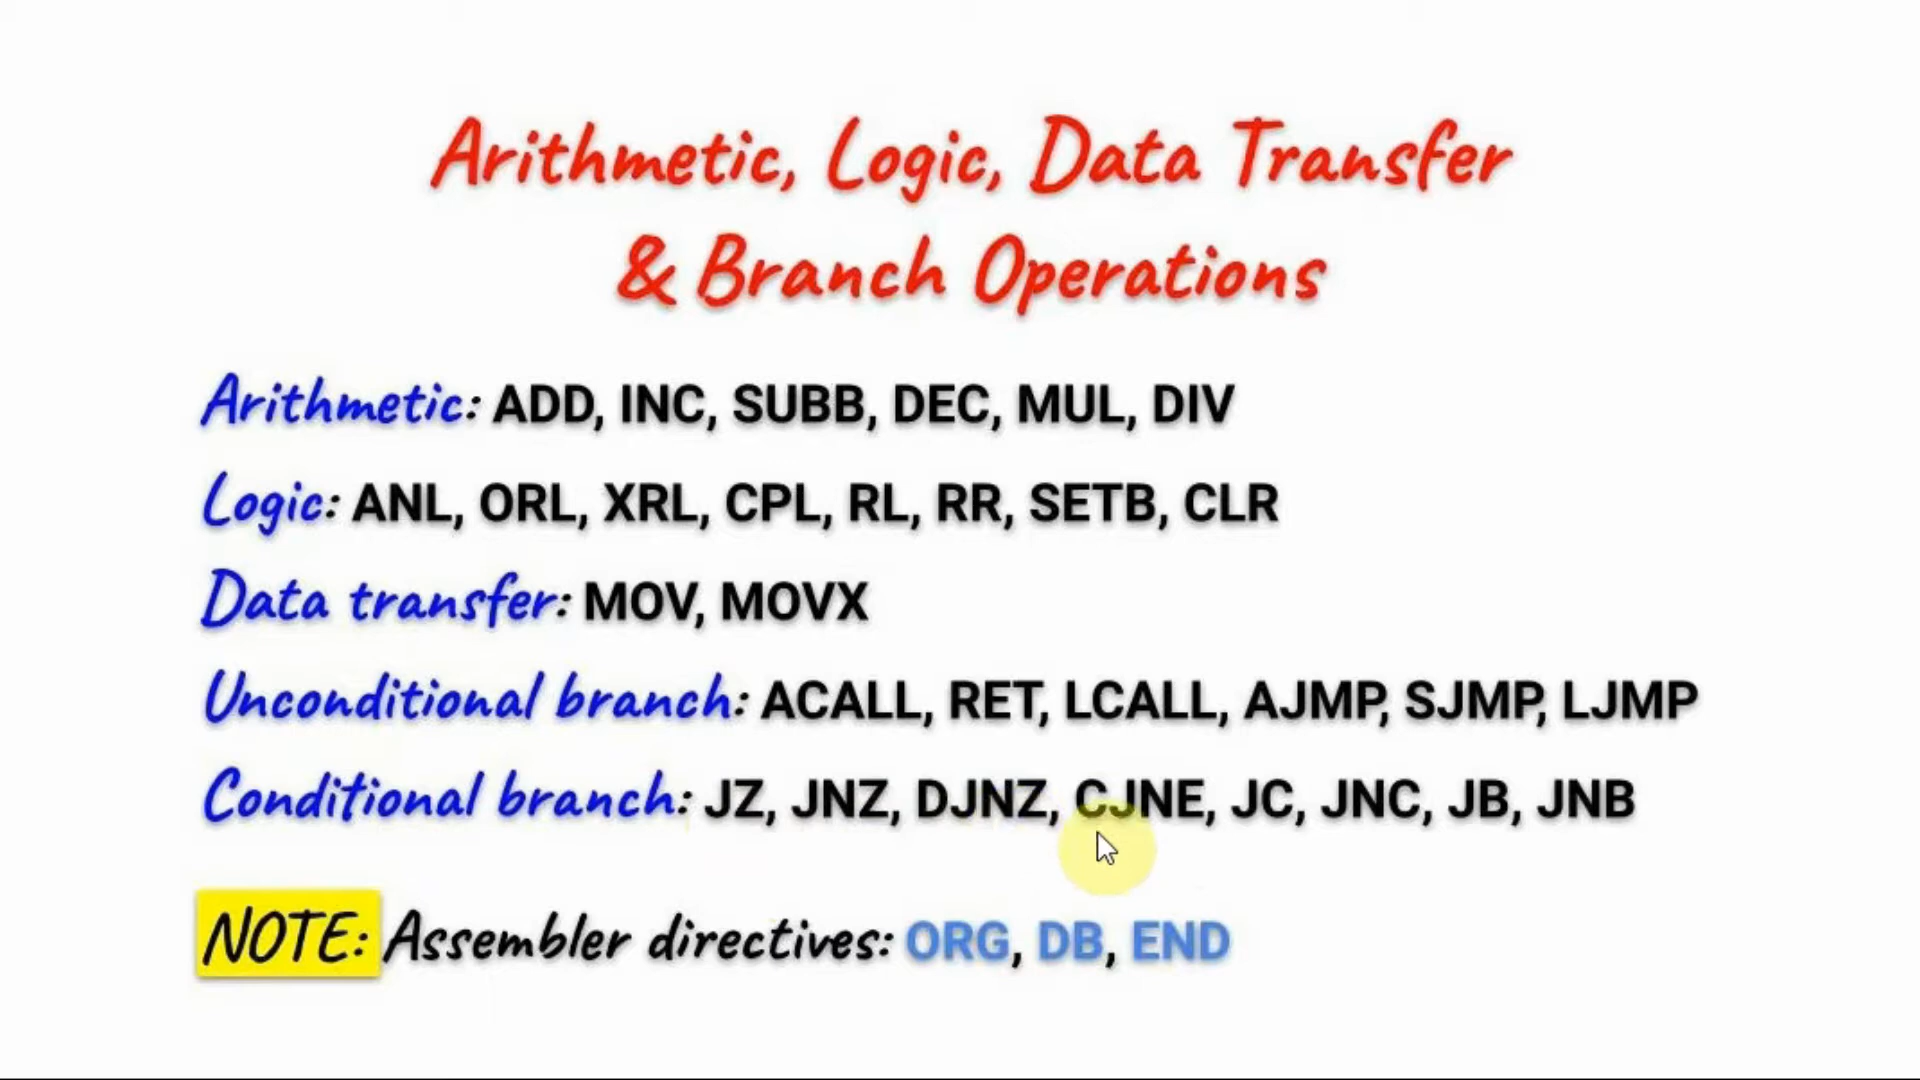 Arithmetic, Logic, Data Transfer
& Branch Operations
Arithmetic: ADD, INC, SUBB, DEC, MUL, DIV
Logic: ANL, ORL, XRL, CPL, RL, RR, SETB, CLR
Data transfer: MOV, MOVX
Unconditional branch: ACALL, RET, LCALL, AJMP, SJMP, LJMP
Conditional branch: JZ, JNZ, DJNZ, CJNE, JC, JNC, JB, JNB
NOTE: Assembler directives: ORG, DB, END